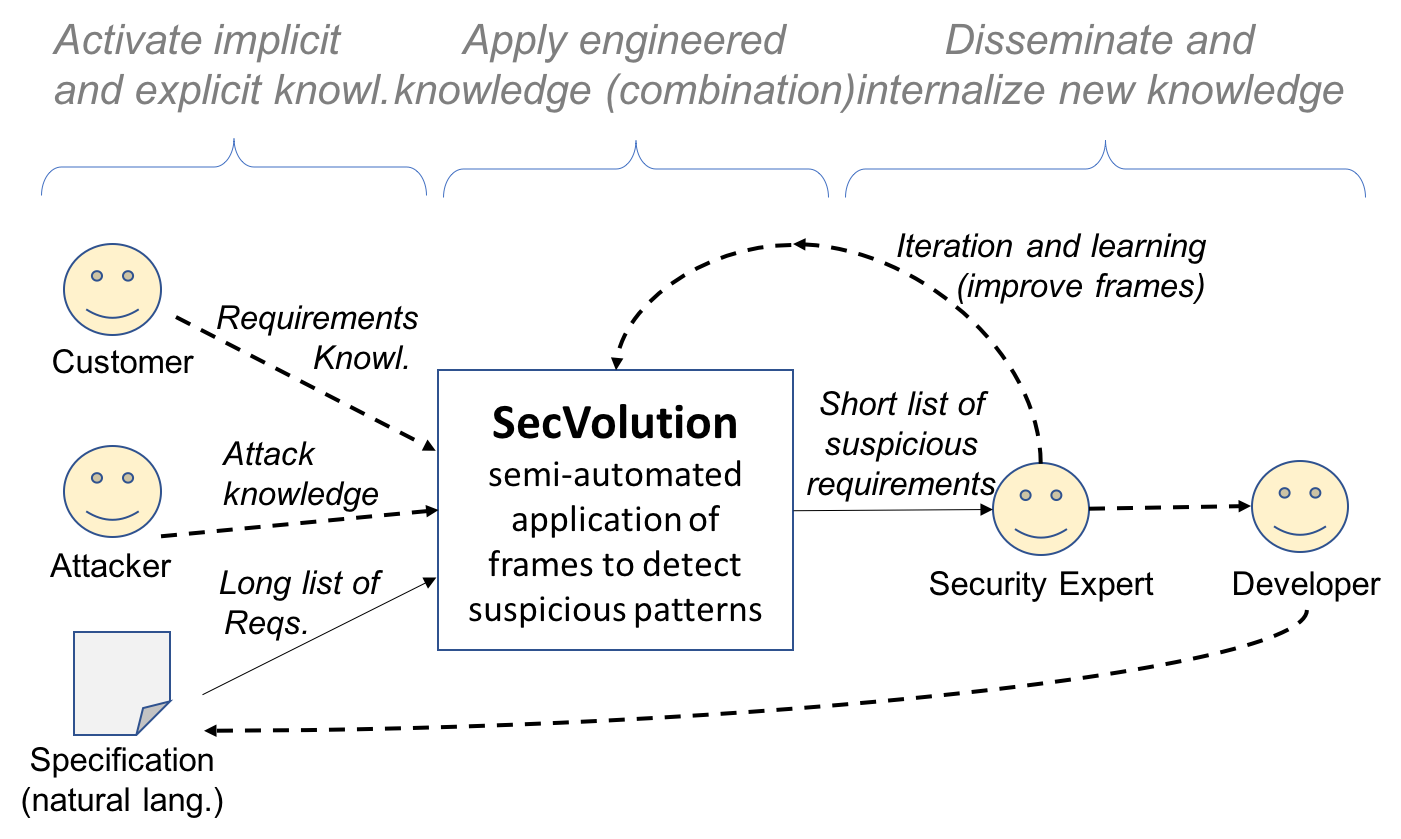 Activate implicit
and explicit knowl.
Apply engineered
knowledge (combination)
Disseminate and
internalize new knowledge
Customer
Requirements
Knowl.
Attacker
Attack
knowledge
Long list of
Reqs.
Specification
(natural lang.)
SecVolution
semi-automated
application of
frames to detect
suspicious patterns
Iteration and learning
(improve frames)
Short list of
suspicious
requirements
Security Expert
Developer